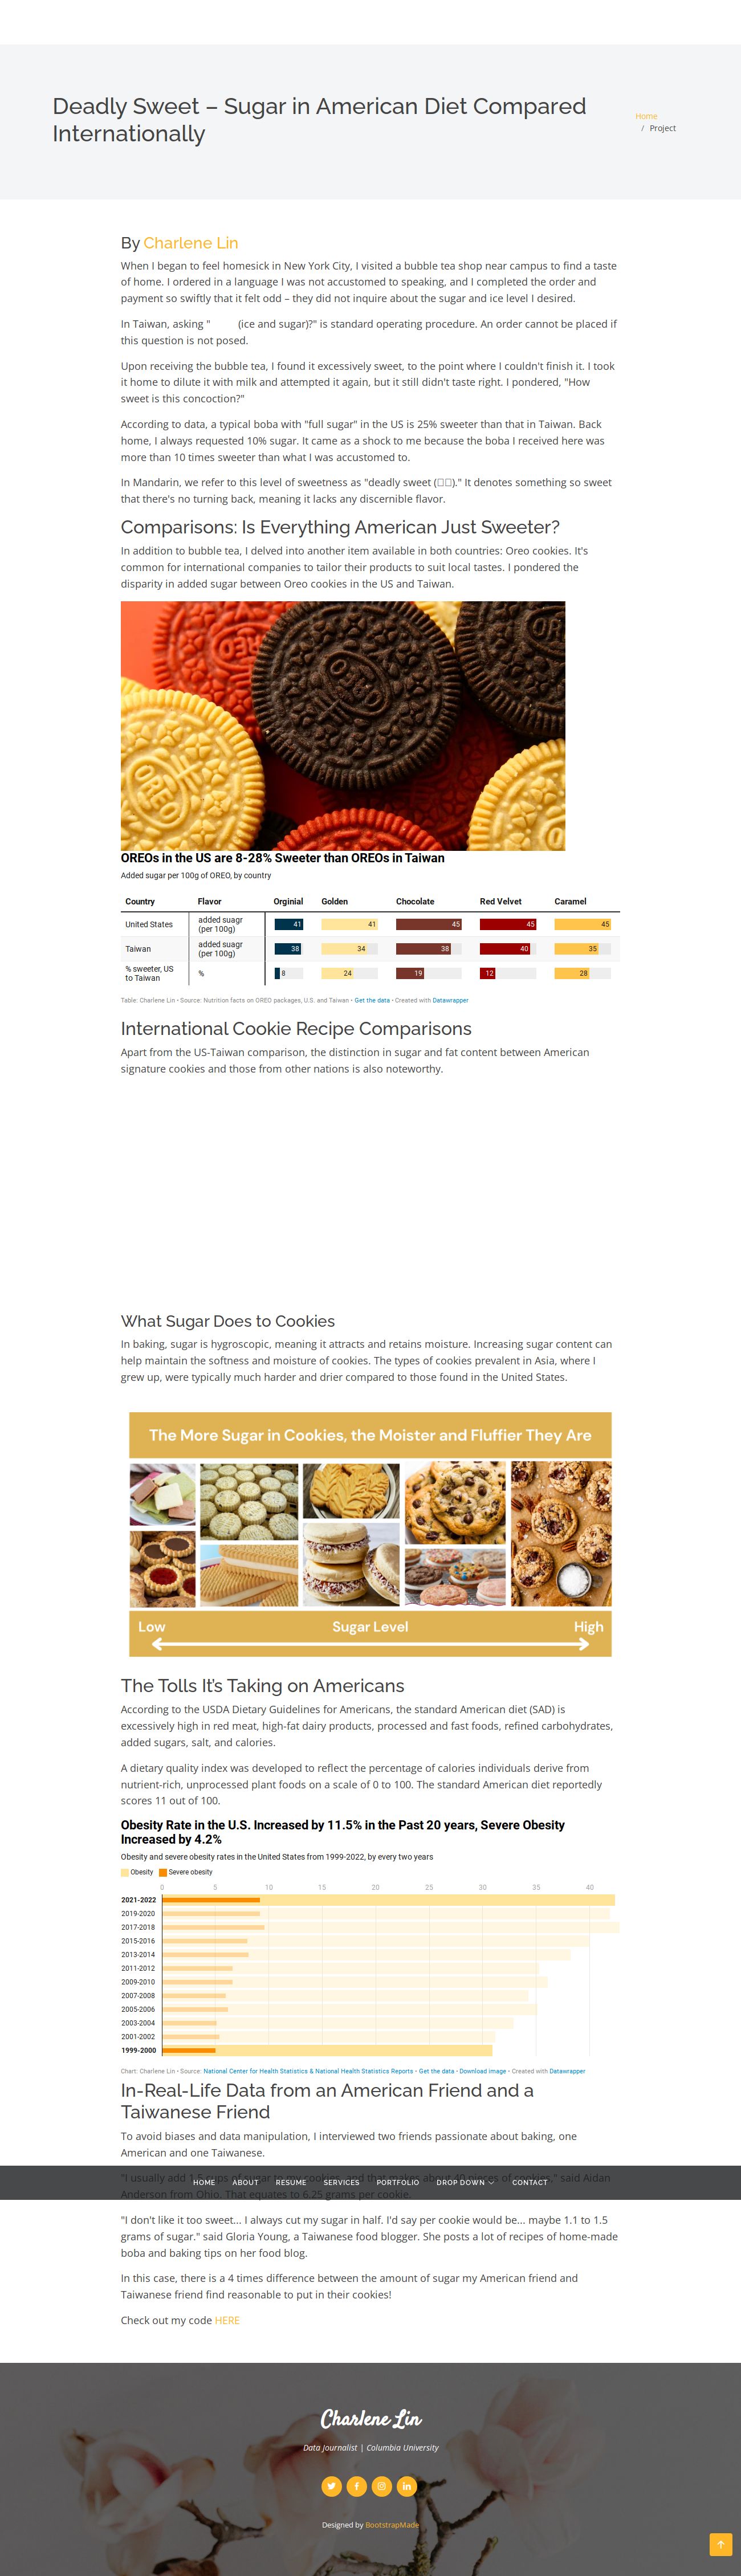 Deadly Sweet – Sugar in American Diet Compared
Internationally
Home
/ Project
By Charlene Lin
When I began to feel homesick in New York City, I visited a bubble tea shop near campus to find a taste
of home. I ordered in a language I was not accustomed to speaking, and I completed the order and
payment so swiftly that it felt odd – they did not inquire about the sugar and ice level I desired.
In Taiwan, asking " (ice and sugar)?" is standard operating procedure. An order cannot be placed if
this question is not posed.
Upon receiving the bubble tea, I found it excessively sweet, to the point where I couldn't finish it. I took
it home to dilute it with milk and attempted it again, but it still didn't taste right. I pondered, "How
sweet is this concoction?"
According to data, a typical boba with "full sugar" in the US is 25% sweeter than that in Taiwan. Back
home, I always requested 10% sugar. It came as a shock to me because the boba I received here was
more than 10 times sweeter than what I was accustomed to.
In Mandarin, we refer to this level of sweetness as "deadly sweet (□□)." It denotes something so sweet
that there's no turning back, meaning it lacks any discernible flavor.
Comparisons: Is Everything American Just Sweeter?
In addition to bubble tea, I delved into another item available in both countries: Oreo cookies. It's
common for international companies to tailor their products to suit local tastes. I pondered the
disparity in added sugar between Oreo cookies in the US and Taiwan.
OREO
OREOs in the US are 8-28% Sweeter than OREOs in Taiwan
Added sugar per 100g of OREO, by country
Country Flavor Orginial Golden Chocolate Red Velvet Caramel
United States added suagr (per 100g) 41 41 45 45 45
Taiwan added suagr (per 100g) 38 34 38 40 35
% sweeter, US to Taiwan % 8 24 19 12 28
Table: Charlene Lin • Source: Nutrition facts on OREO packages, U.S. and Taiwan • Get the data • Created with Datawrapper
International Cookie Recipe Comparisons
Apart from the US-Taiwan comparison, the distinction in sugar and fat content between American
signature cookies and those from other nations is also noteworthy.
What Sugar Does to Cookies
In baking, sugar is hygroscopic, meaning it attracts and retains moisture. Increasing sugar content can
help maintain the softness and moisture of cookies. The types of cookies prevalent in Asia, where I
grew up, were typically much harder and drier compared to those found in the United States.
The More Sugar in Cookies, the Moister and Fluffier They Are
Low Sugar Level High
The Tolls It's Taking on Americans
According to the USDA Dietary Guidelines for Americans, the standard American diet (SAD) is
excessively high in red meat, high-fat dairy products, processed and fast foods, refined carbohydrates,
added sugars, salt, and calories.
A dietary quality index was developed to reflect the percentage of calories individuals derive from
nutrient-rich, unprocessed plant foods on a scale of 0 to 100. The standard American diet reportedly
scores 11 out of 100.
Obesity Rate in the U.S. Increased by 11.5% in the Past 20 years, Severe Obesity
Increased by 4.2%
Obesity and severe obesity rates in the United States from 1999-2022, by every two years
Obesity Severe obesity
0 5 10 15 20 25 30 35 40
2021-2022
2019-2020
2017-2018
2015-2016
2013-2014
2011-2012
2009-2010
2007-2008
2005-2006
2003-2004
2001-2002
1999-2000
Chart: Charlene Lin • Source: National Center for Health Statistics & National Health Statistics Reports • Get the data • Download image • Created with Datawrapper
In-Real-Life Data from an American Friend and a
Taiwanese Friend
To avoid biases and data manipulation, I interviewed two friends passionate about baking, one
American and one Taiwanese.
"I usually add 1.5 cups of sugar to my cookies, and that makes about 40 pieces of cookies," said Aidan
HOME ABOUT RESUME SERVICES PORTFOLIO DROP DOWN CONTACT
Anderson from Ohio. That equates to 6.25 grams per cookie.
"I don't like it too sweet... I always cut my sugar in half. I'd say per cookie would be... maybe 1.1 to 1.5
grams of sugar." said Gloria Young, a Taiwanese food blogger. She posts a lot of recipes of home-made
boba and baking tips on her food blog.
In this case, there is a 4 times difference between the amount of sugar my American friend and
Taiwanese friend find reasonable to put in their cookies!
Check out my code HERE
Charlene Lin
Data Journalist | Columbia University
Designed by BootstrapMade